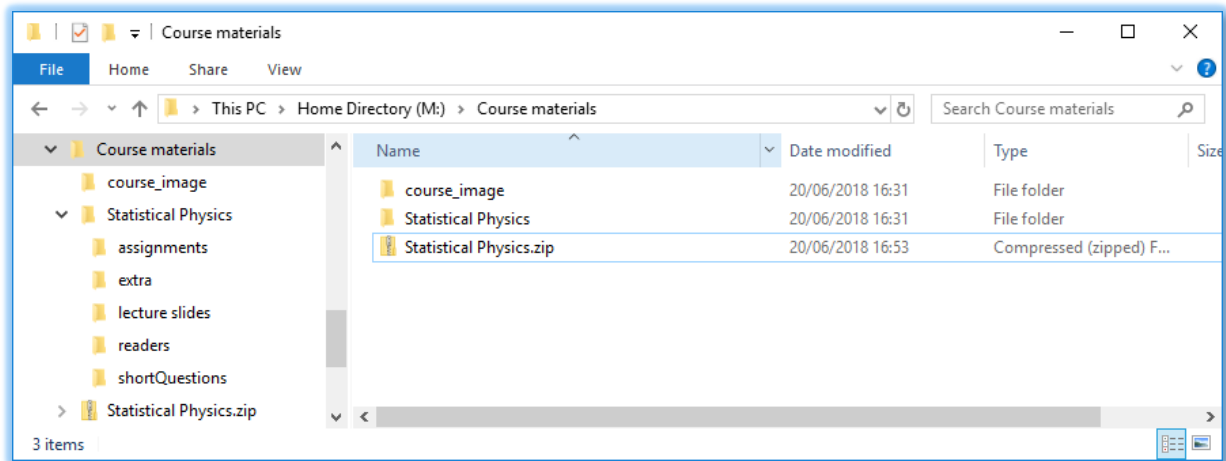 Course materials
File Home Share View
This PC > Home Directory (M:) > Course materials Search Course materials
Course materials
course_image
Statistical Physics
assignments
extra
lecture slides
readers
shortQuestions
Statistical Physics.zip
Name Date modified Type Size
course_image 20/06/2018 16:31 File folder
Statistical Physics 20/06/2018 16:31 File folder
Statistical Physics.zip 20/06/2018 16:53 Compressed (zipped) F...
3 items